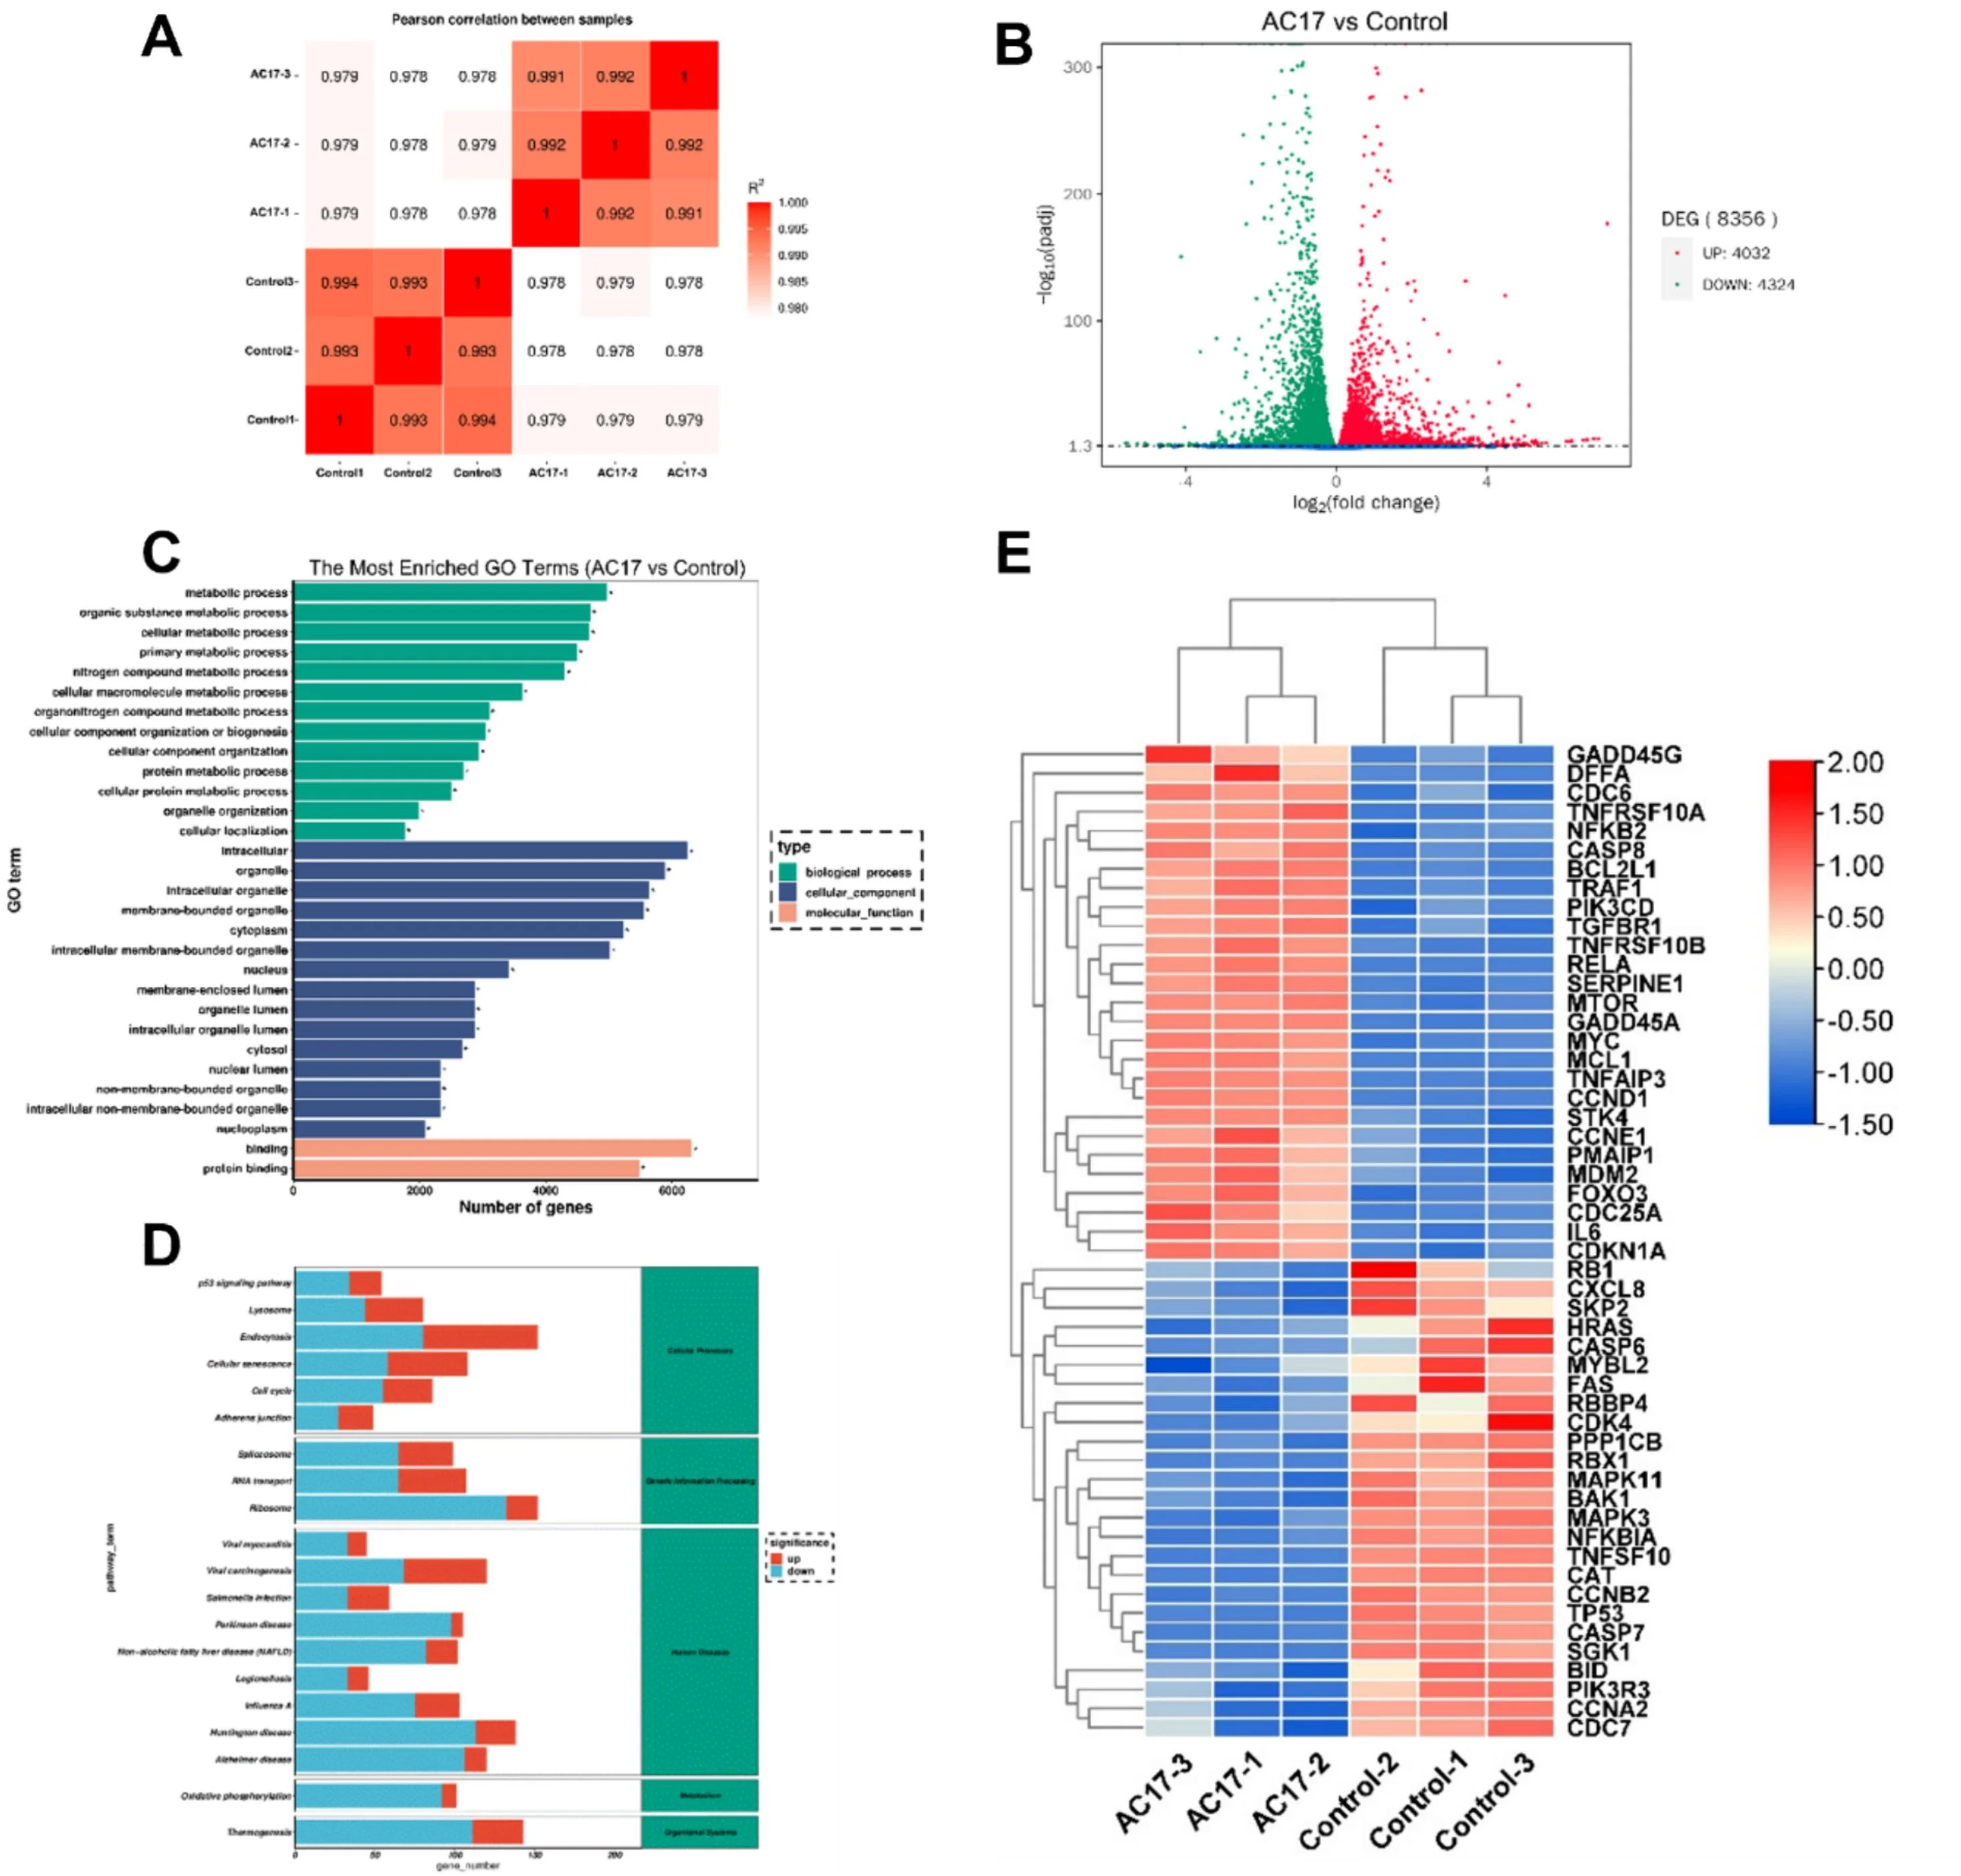 A
Pearson correlation between samples
AC17-3 0.979 0.978 0.978 0.991 0.992 1
AC17-2 0.979 0.978 0.979 0.992 1 0.992
AC17-1 0.979 0.978 0.978 1 0.992 0.991
Control3 0.994 0.993 1 0.978 0.979 0.978
Control2 0.993 1 0.993 0.978 0.978 0.978
Control1 1 0.993 0.994 0.979 0.979 0.979
Control1 Control2 Control3 AC17-1 AC17-2 AC17-3
R²
1.000
0.995
0.990
0.985
0.980
B
AC17 vs Control
-log10(padj)
300
200
100
1.3
-4 0 4
log2(fold change)
DEG ( 8356 )
UP: 4032
DOWN: 4324
C
The Most Enriched GO Terms (AC17 vs Control)
GO term
metabolic process
organic substance metabolic process
cellular metabolic process
primary metabolic process
nitrogen compound metabolic process
cellular macromolecule metabolic process
organonitrogen compound metabolic process
cellular component organization or biogenesis
cellular component organization
protein metabolic process
cellular protein metabolic process
organelle organization
cellular localization
intracellular
organelle
intracellular organelle
membrane-bounded organelle
cytoplasm
intracellular membrane-bounded organelle
nucleus
membrane-enclosed lumen
organelle lumen
intracellular organelle lumen
cytosol
nuclear lumen
non-membrane-bounded organelle
intracellular non-membrane-bounded organelle
nucleoplasm
binding
protein binding
0 2000 4000 6000
Number of genes
type
biological_process
cellular_component
molecular_function
D
pathway_term
p53 signaling pathway
Lysosome
Endocytosis
Cellular senescence
Cell cycle
Adherens junction
Cellular Processes
Spliceosome
RNA transport
Ribosome
Genetic Information Processing
Viral myocarditis
Viral carcinogenesis
Salmonella infection
Parkinson disease
Non-alcoholic fatty liver disease (NAFLD)
Legionellosis
Influenza A
Huntington disease
Alzheimer disease
Human Diseases
Oxidative phosphorylation
Metabolism
Thermogenesis
Organismal Systems
0 50 100 150 200
gene_number
significance
up
down
E
GADD45G
DFFA
CDC6
TNFRSF10A
NFKB2
CASP8
BCL2L1
TRAF1
PIK3CD
TGFBR1
TNFRSF10B
RELA
SERPINE1
MTOR
GADD45A
MYC
MCL1
TNFAIP3
CCND1
STK4
CCNE1
PMAIP1
MDM2
FOXO3
CDC25A
IL6
CDKN1A
RB1
CXCL8
SKP2
HRAS
CASP6
MYBL2
FAS
RBBP4
CDK4
PPP1CB
RBX1
MAPK11
BAK1
MAPK3
NFKBIA
TNFSF10
CAT
CCNB2
TP53
CASP7
SGK1
BID
PIK3R3
CCNA2
CDC7
AC17-3 AC17-1 AC17-2 Control-2 Control-1 Control-3
2.00
1.50
1.00
0.50
0.00
-0.50
-1.00
-1.50